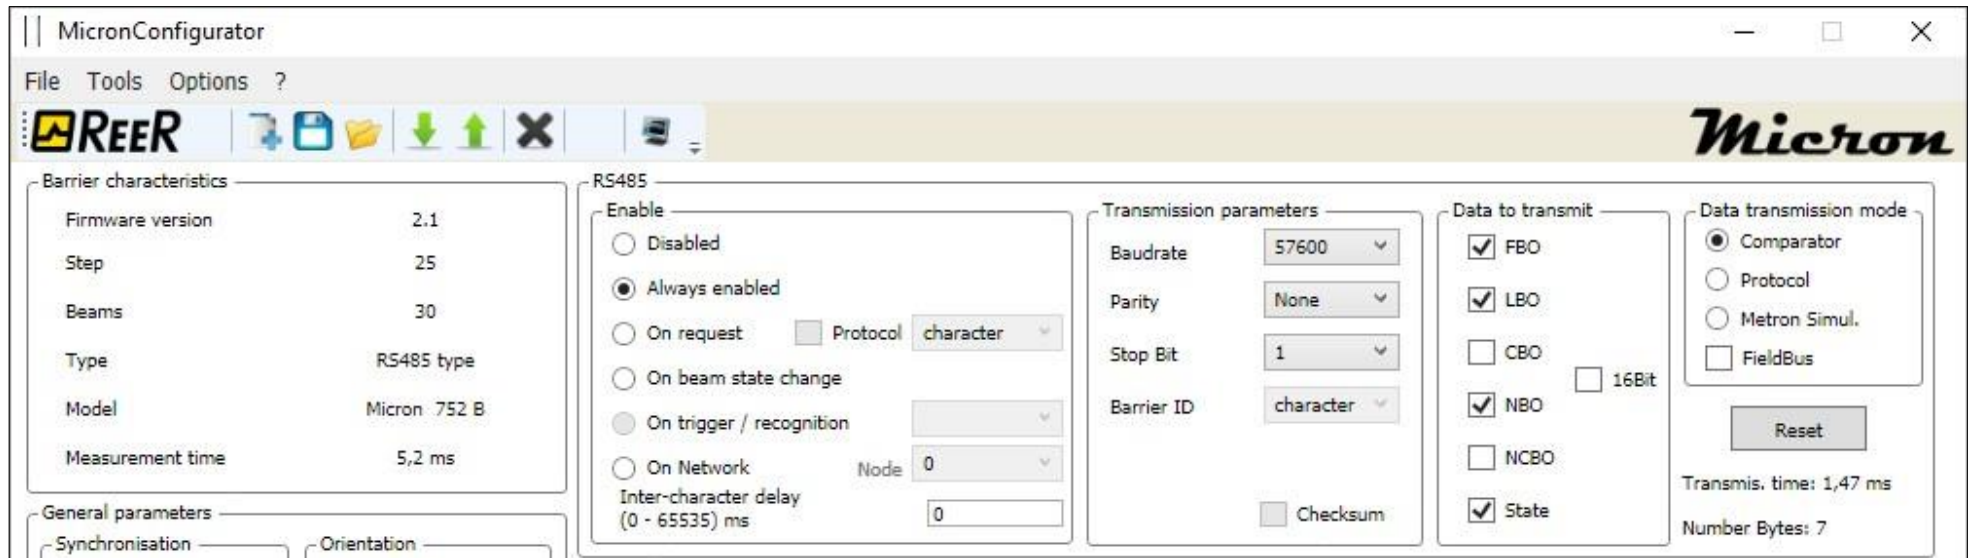 MicronConfigurator
File Tools Options ?
REER
Micron
Barrier characteristics
Firmware version 2.1
Step 25
Beams 30
Type RS485 type
Model Micron 752 B
Measurement time 5,2 ms
General parameters
Synchronisation
Orientation
RS485
Enable
Disabled
Always enabled
On request Protocol character
On beam state change
On trigger / recognition
On Network Node 0
Inter-character delay
(0 - 65535) ms 0
Transmission parameters
Baudrate 57600
Parity None
Stop Bit 1
Barrier ID character
Checksum
Data to transmit
FBO
LBO
CBO
16Bit
NBO
NCBO
State
Data transmission mode
Comparator
Protocol
Metron Simul.
FieldBus
Reset
Transmis. time: 1,47 ms
Number Bytes: 7